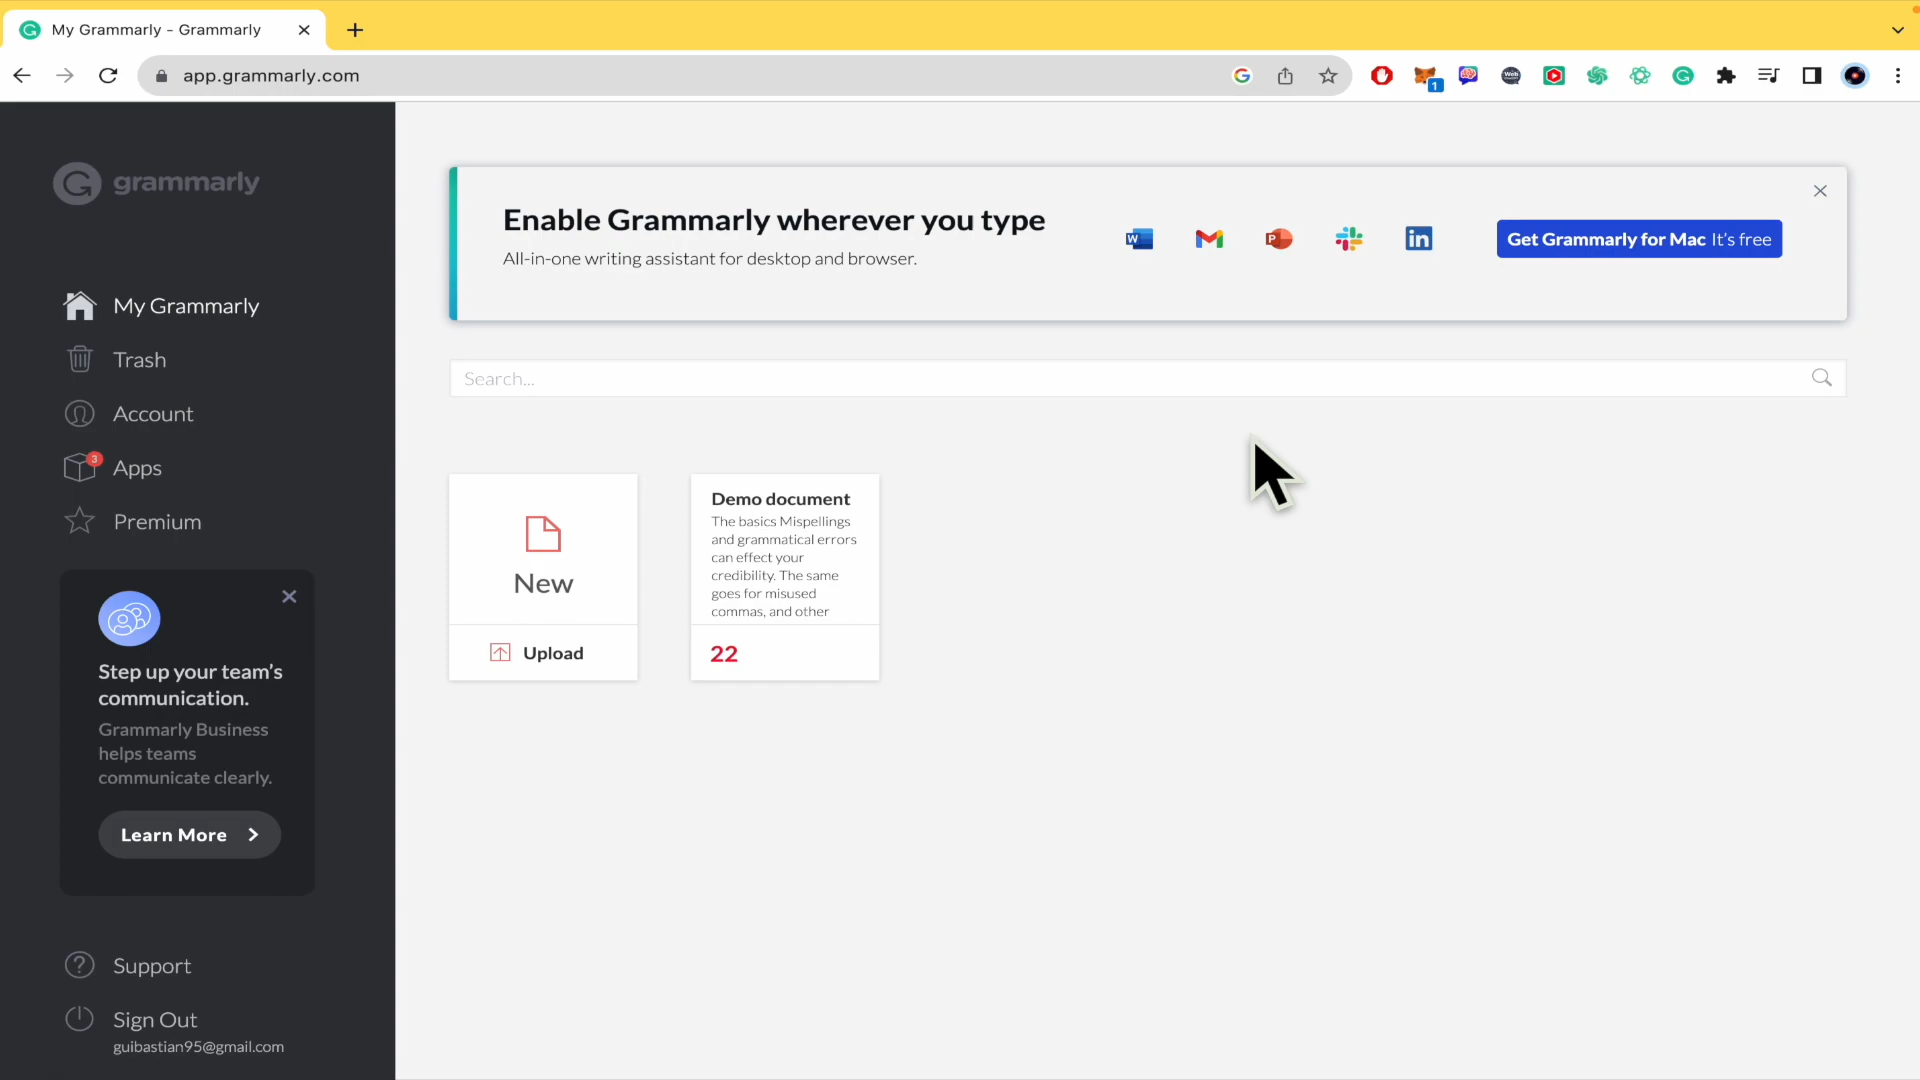 My Grammarly - Grammarly
app.grammarly.com
1
grammarly
My Grammarly
Trash
Account
3
Apps
Premium
Step up your team's
communication.
Grammarly Business
helps teams
communicate clearly.
Learn More
Support
Sign Out
guibastian95@gmail.com
Enable Grammarly wherever you type
All-in-one writing assistant for desktop and browser.
Get Grammarly for Mac It's free
Search...
New
Upload
Demo document
The basics Mispellings
and grammatical errors
can effect your
credibility. The same
goes for misused
commas, and other
22